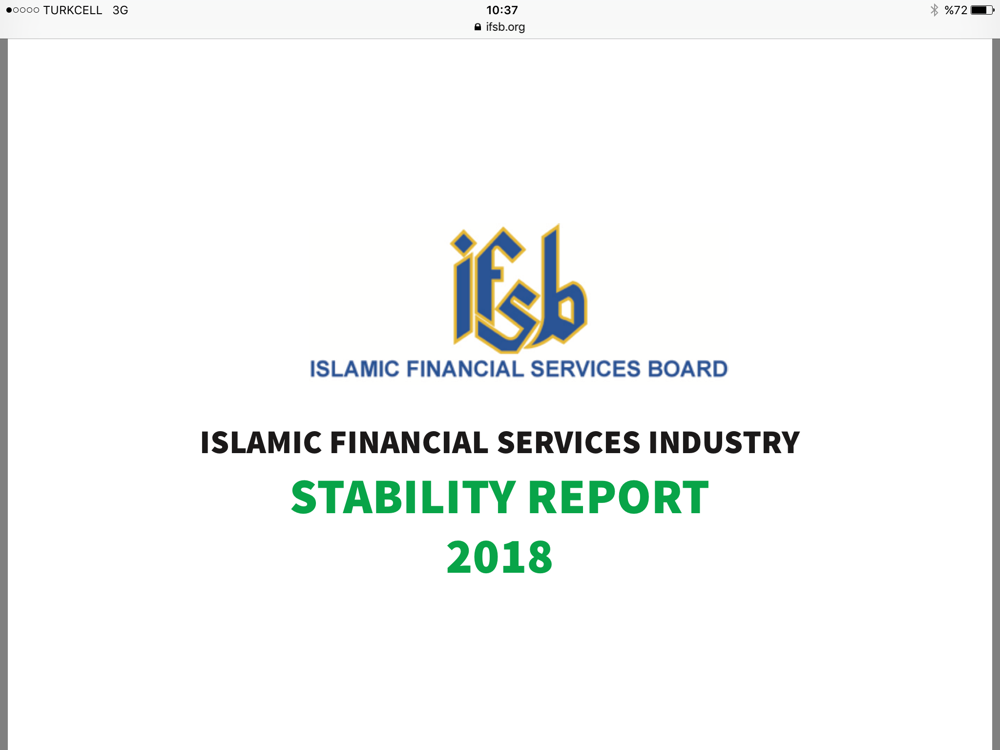 TURKCELL 3G 10:37 %72
ifsb.org
ifsb
ISLAMIC FINANCIAL SERVICES BOARD
ISLAMIC FINANCIAL SERVICES INDUSTRY
STABILITY REPORT
2018